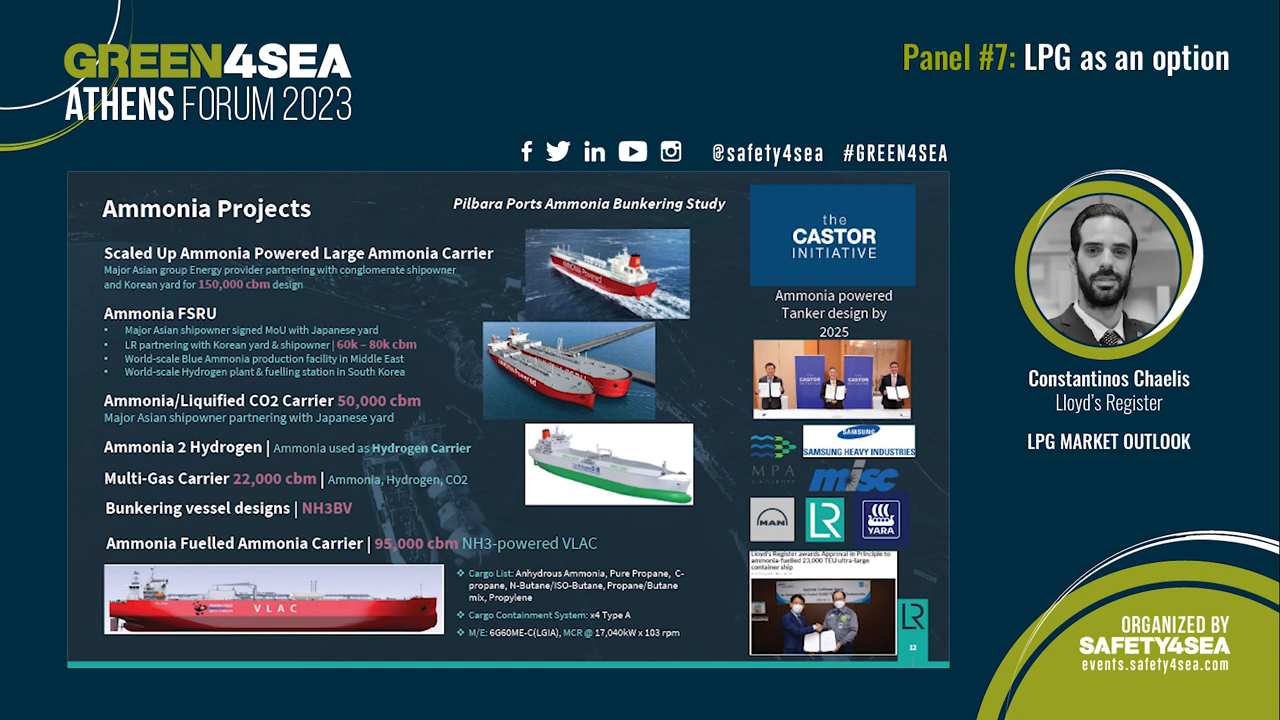 GREEN4SEA
ATHENS FORUM 2023
Panel #7: LPG as an option
@safety4sea #GREEN4SEA
Ammonia Projects
Pilbara Ports Ammonia Bunkering Study
Scaled Up Ammonia Powered Large Ammonia Carrier
Major Asian group Energy provider partnering with conglomerate shipowner
and Korean yard for 150,000 cbm design
Ammonia FSRU
• Major Asian shipowner signed MoU with Japanese yard
• LR partnering with Korean yard & shipowner | 60k – 80k cbm
• World-scale Blue Ammonia production facility in Middle East
• World-scale Hydrogen plant & fuelling station in South Korea
Ammonia/Liquified CO2 Carrier 50,000 cbm
Major Asian shipowner partnering with Japanese yard
Ammonia 2 Hydrogen | Ammonia used as Hydrogen Carrier
Multi-Gas Carrier 22,000 cbm | Ammonia, Hydrogen, CO2
Bunkering vessel designs | NH3BV
Ammonia Fuelled Ammonia Carrier | 95,000 cbm NH3-powered VLAC
VLAC
❖ Cargo List: Anhydrous Ammonia, Pure Propane, C-
propane, N-Butane/ISO-Butane, Propane/Butane
mix, Propylene
❖ Cargo Containment System: x4 Type A
❖ M/E: 6G60ME-C(LGIA), MCR @ 17,040kW x 103 rpm
AMMONIA Powered
the
CASTOR
INITIATIVE
Ammonia powered
Tanker design by
2025
CASTOR
INITIATIVE
CASTOR
INITIATIVE
SAMSUNG
SAMSUNG HEAVY INDUSTRIES
MPA
SINGAPORE
misc
MAN
LR
YARA
Lloyd's Register awards Approval in Principle to
ammonia-fuelled 23,000 TEU ultra-large
container ship
LR
12
Constantinos Chaelis
Lloyd's Register
LPG MARKET OUTLOOK
ORGANIZED BY
SAFETY4SEA
events.safety4sea.com